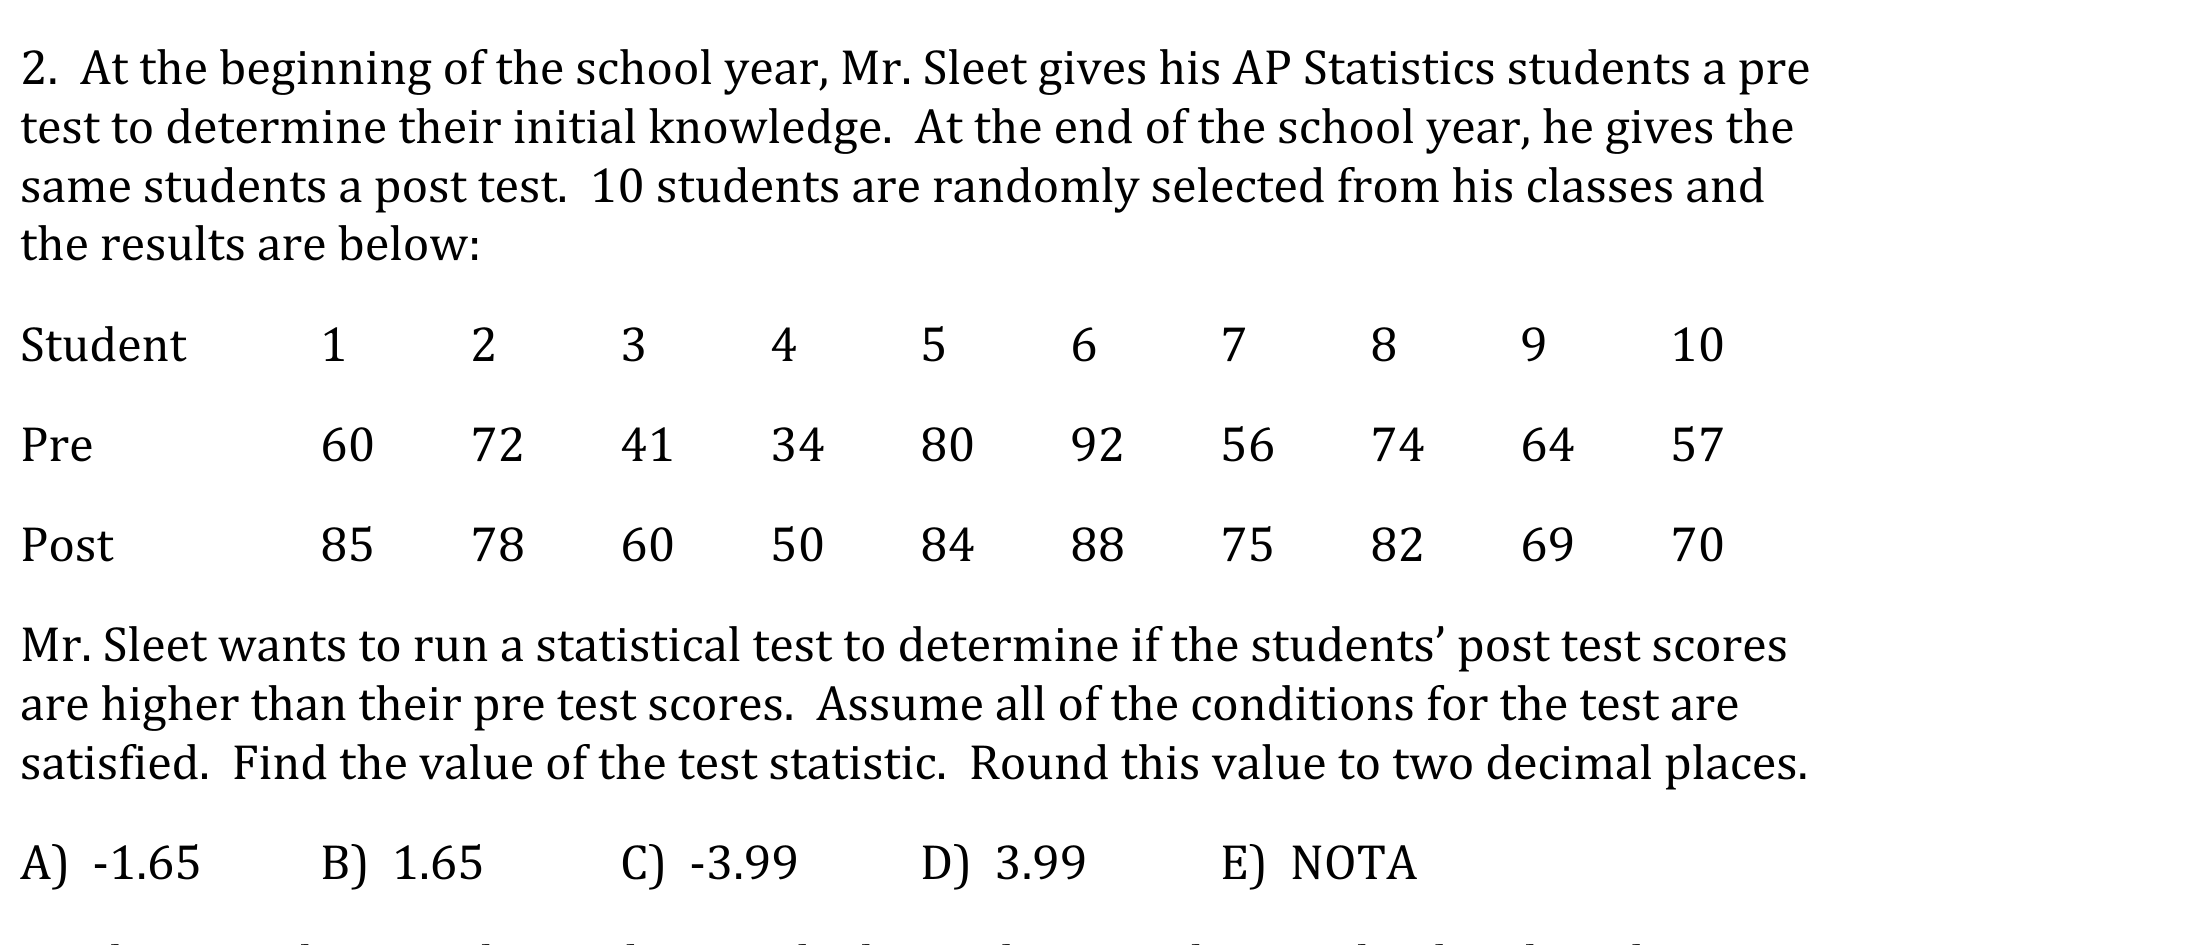 2.  At the beginning of the school year, Mr. Sleet gives his AP Statistics students a pre
test to determine their initial knowledge.  At the end of the school year, he gives the
same students a post test.  10 students are randomly selected from his classes and
the results are below:
Student 1 2 3 4 5 6 7 8 9 10
Pre 60 72 41 34 80 92 56 74 64 57
Post 85 78 60 50 84 88 75 82 69 70
Mr. Sleet wants to run a statistical test to determine if the students’ post test scores
are higher than their pre test scores.  Assume all of the conditions for the test are
satisfied.  Find the value of the test statistic.  Round this value to two decimal places.
A)  -1.65 B)  1.65 C)  -3.99 D)  3.99 E)  NOTA